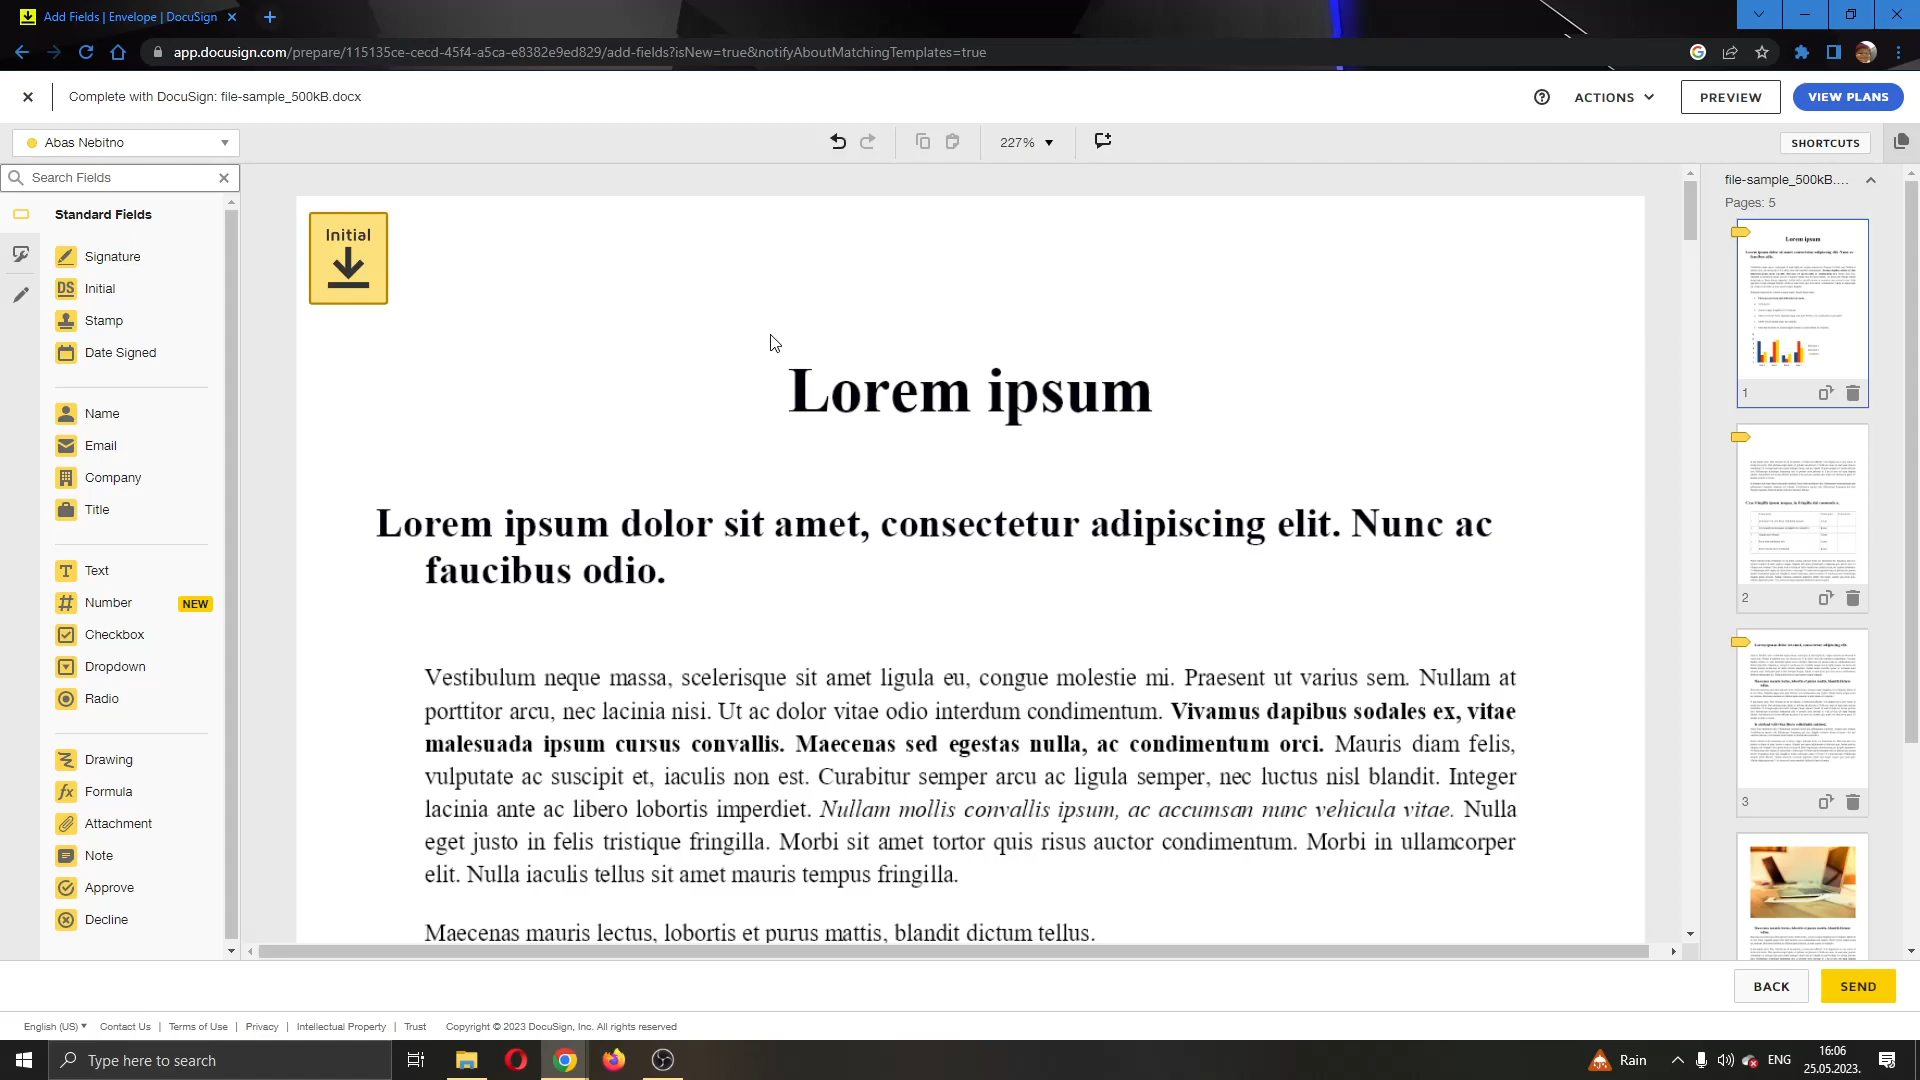 Add Fields | Envelope | DocuSign
app.docusign.com/prepare/115135ce-cecd-45f4-a5ca-e8382e9ed829/add-fields?isNew=true&notifyAboutMatchingTemplates=true
Complete with DocuSign: file-sample_500kB.docx
ACTIONS
PREVIEW
VIEW PLANS
Abas Nebitno
227%
SHORTCUTS
Search Fields
Standard Fields
Signature
DS Initial
Stamp
Date Signed
Name
Email
Company
Title
Text
Number NEW
Checkbox
Dropdown
Radio
Drawing
Formula
Attachment
Note
Approve
Decline
Initial
Lorem ipsum
Lorem ipsum dolor sit amet, consectetur adipiscing elit. Nunc ac
faucibus odio.
Vestibulum neque massa, scelerisque sit amet ligula eu, congue molestie mi. Praesent ut varius sem. Nullam at
porttitor arcu, nec lacinia nisi. Ut ac dolor vitae odio interdum condimentum. Vivamus dapibus sodales ex, vitae
malesuada ipsum cursus convallis. Maecenas sed egestas nulla, ac condimentum orci. Mauris diam felis,
vulputate ac suscipit et, iaculis non est. Curabitur semper arcu ac ligula semper, nec luctus nisl blandit. Integer
lacinia ante ac libero lobortis imperdiet. Nullam mollis convallis ipsum, ac accumsan nunc vehicula vitae. Nulla
eget justo in felis tristique fringilla. Morbi sit amet tortor quis risus auctor condimentum. Morbi in ullamcorper
elit. Nulla iaculis tellus sit amet mauris tempus fringilla.
Maecenas mauris lectus, lobortis et purus mattis, blandit dictum tellus.
file-sample_500kB....
Pages: 5
Lorem ipsum
1
2
3
BACK
SEND
English (US) Contact Us | Terms of Use | Privacy | Intellectual Property | Trust Copyright © 2023 DocuSign, Inc. All rights reserved
Type here to search
Rain
ENG
16:06
25.05.2023.